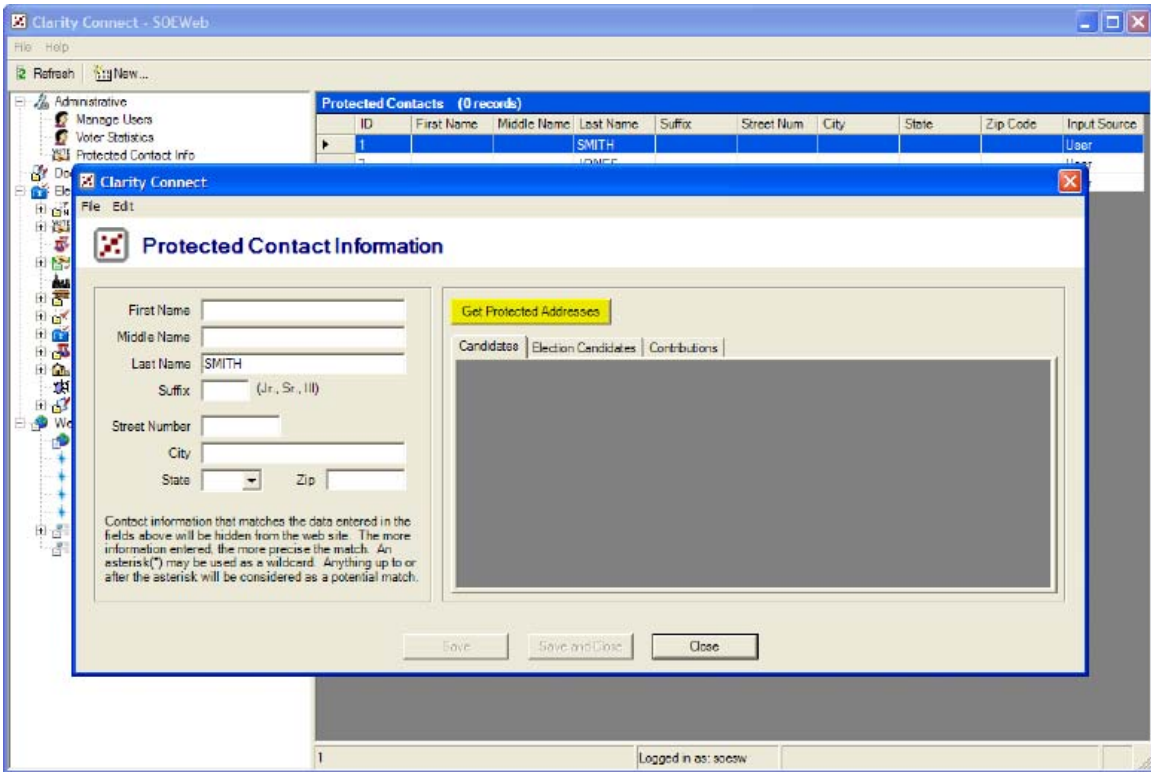 Clarity Connect - SOEWeb
File Help
Refresh New...
Administrative
Manage Users
Voter Statistics
Protected Contact Info
Protected Contacts (0 records)
ID First Name Middle Name Last Name Suffix Street Num City State Zip Code Input Source
1 SMITH User
JONES User
Clarity Connect
File Edit
Protected Contact Information
First Name
Middle Name
Last Name SMITH
Suffix (Jr., Sr., III)
Street Number
City
State Zip
Contact information that matches the data entered in the
fields above will be hidden from the web site. The more
information entered, the more precise the match. An
asterisk(*) may be used as a wildcard. Anything up to or
after the asterisk will be considered as a potential match.
Get Protected Addresses
Candidates Election Candidates Contributions
Save Save and Close Close
1 Logged in as: soesw